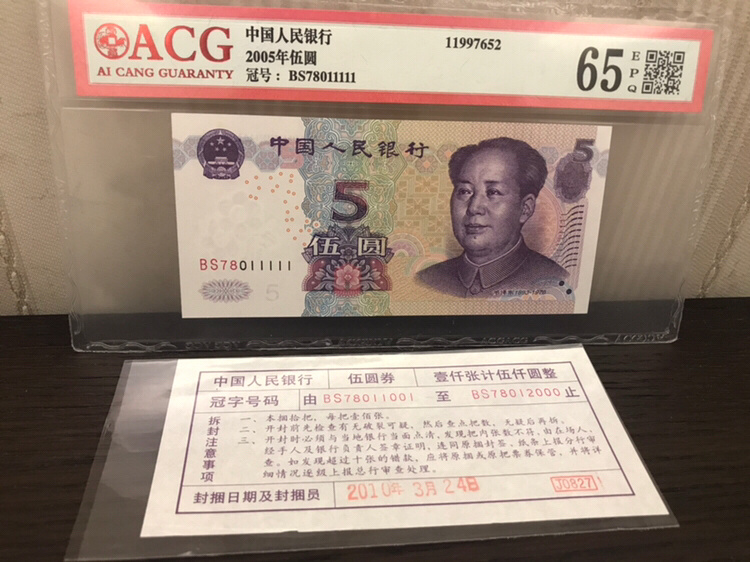 ACG
AI CANG GUARANTY
中国人民银行
2005年伍圆
冠号：BS78011111
11997652
65
EPQ
中国人民银行
5
5
伍圆
BS78011111
5
中国人民银行 伍圆券 壹仟张计伍仟圆整
冠字号码 由 BS78011001 至 BS78012000 止
拆封注意事项
一、本捆拾把，每把壹佰张。
二、开封前先检查有无破裂可疑，然后查点把数，无疑后再拆。
三、开封时必须与当地银行当面点清，发现把内张数不符，由在场人、
经手人及银行负责人签章证明，连同原捆封签、纸条上报分行审
查。如发现超过十张的错款，应将原捆或原把票券保管，并将详
细情况逐级上报总行审查处理。
封捆日期及封捆员 2010年 3月 24日 J0827